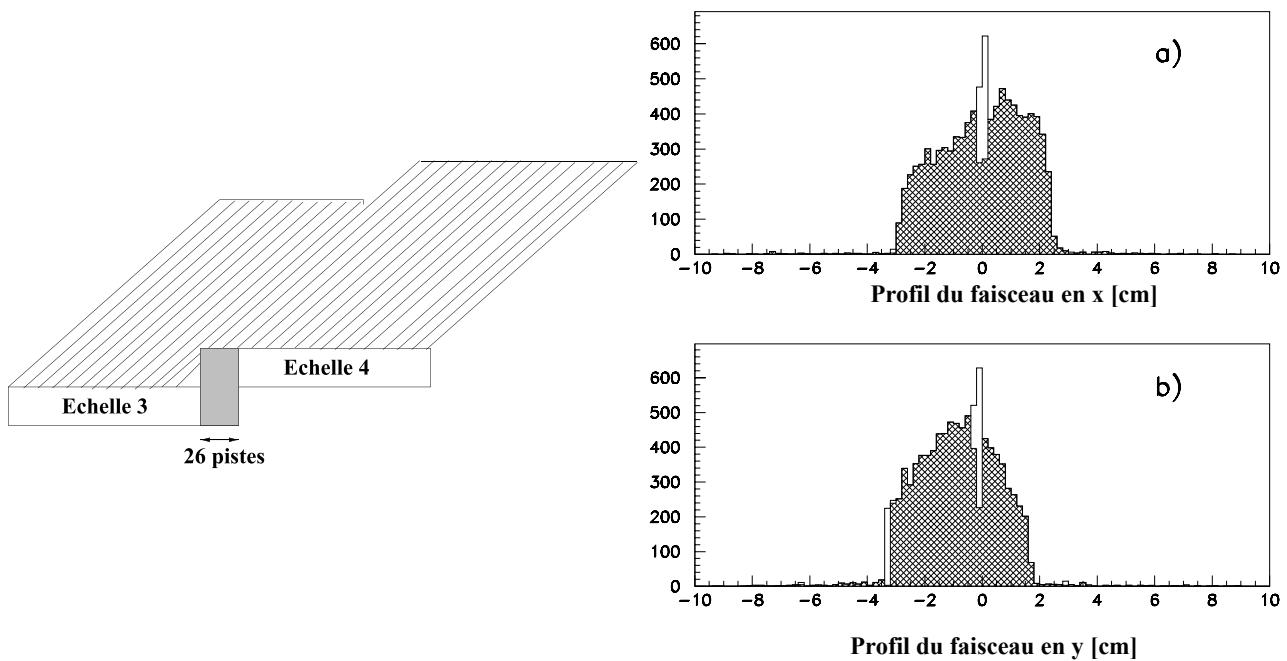 Echelle 3
Echelle 4
26 pistes
600
500
400
300
200
100
0
a)
−10 −8 −6 −4 −2 0 2 4 6 8 10
Profil du faisceau en x [cm]
600
500
400
300
200
100
0
b)
−10 −8 −6 −4 −2 0 2 4 6 8 10
Profil du faisceau en y [cm]